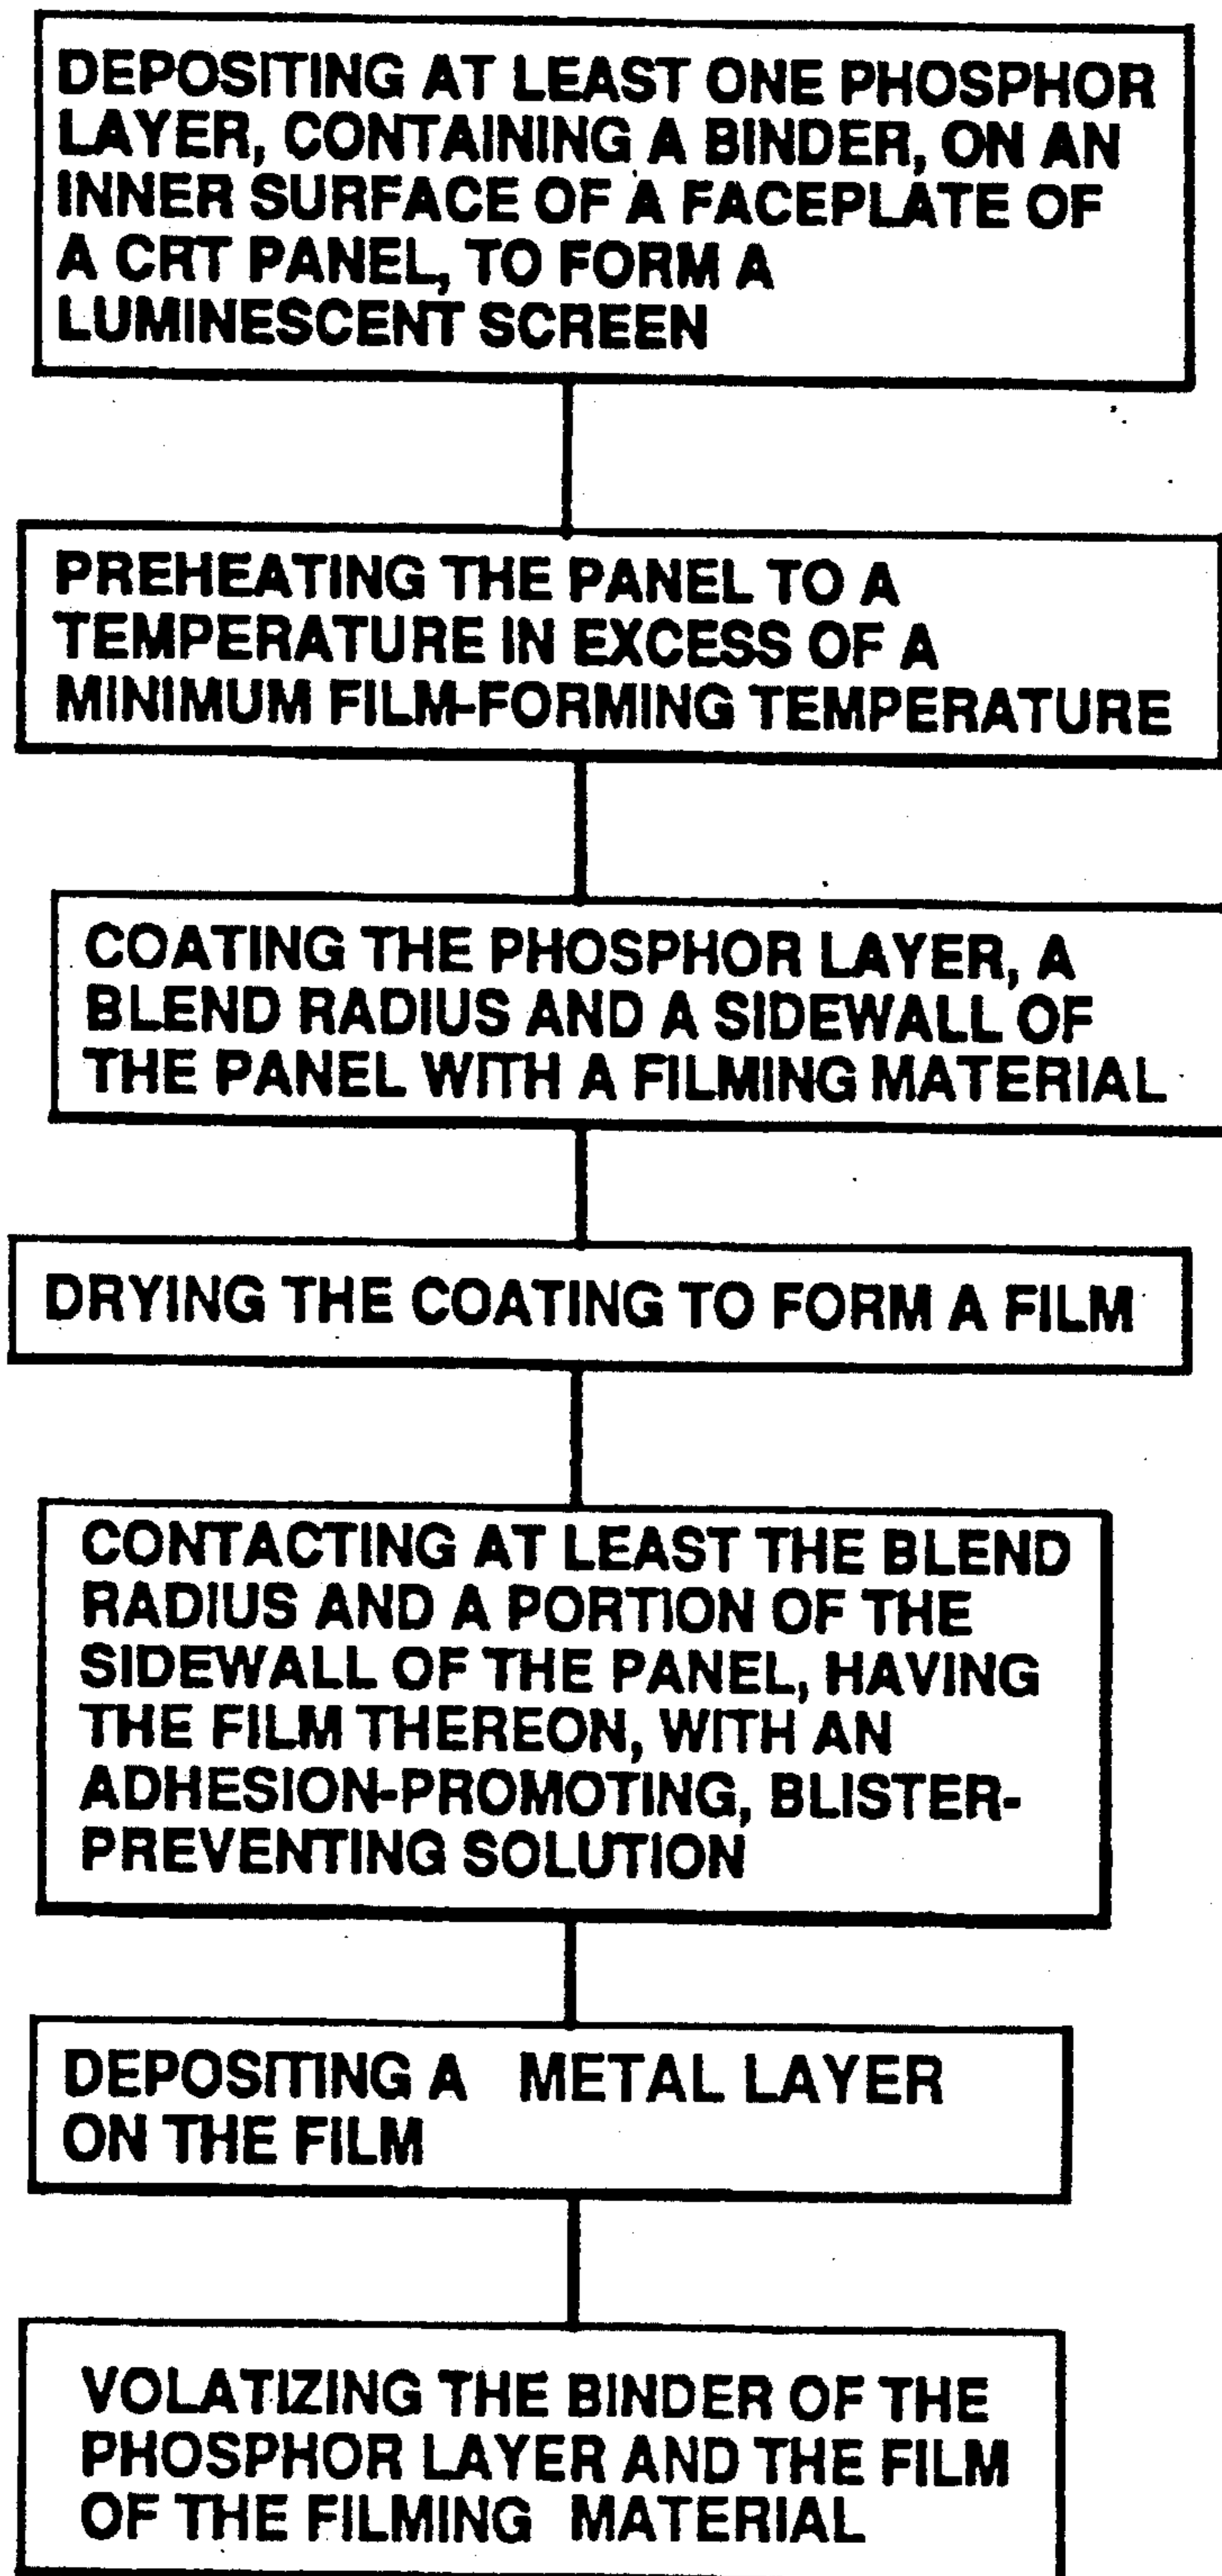 DEPOSITING AT LEAST ONE PHOSPHOR
LAYER, CONTAINING A BINDER, ON AN
INNER SURFACE OF A FACEPLATE OF
A CRT PANEL, TO FORM A
LUMINESCENT SCREEN
PREHEATING THE PANEL TO A
TEMPERATURE IN EXCESS OF A
MINIMUM FILM-FORMING TEMPERATURE
COATING THE PHOSPHOR LAYER, A
BLEND RADIUS AND A SIDEWALL OF
THE PANEL WITH A FILMING MATERIAL
DRYING THE COATING TO FORM A FILM
CONTACTING AT LEAST THE BLEND
RADIUS AND A PORTION OF THE
SIDEWALL OF THE PANEL, HAVING
THE FILM THEREON, WITH AN
ADHESION-PROMOTING, BLISTER-
PREVENTING SOLUTION
DEPOSITING A METAL LAYER
ON THE FILM
VOLATIZING THE BINDER OF THE
PHOSPHOR LAYER AND THE FILM
OF THE FILMING MATERIAL